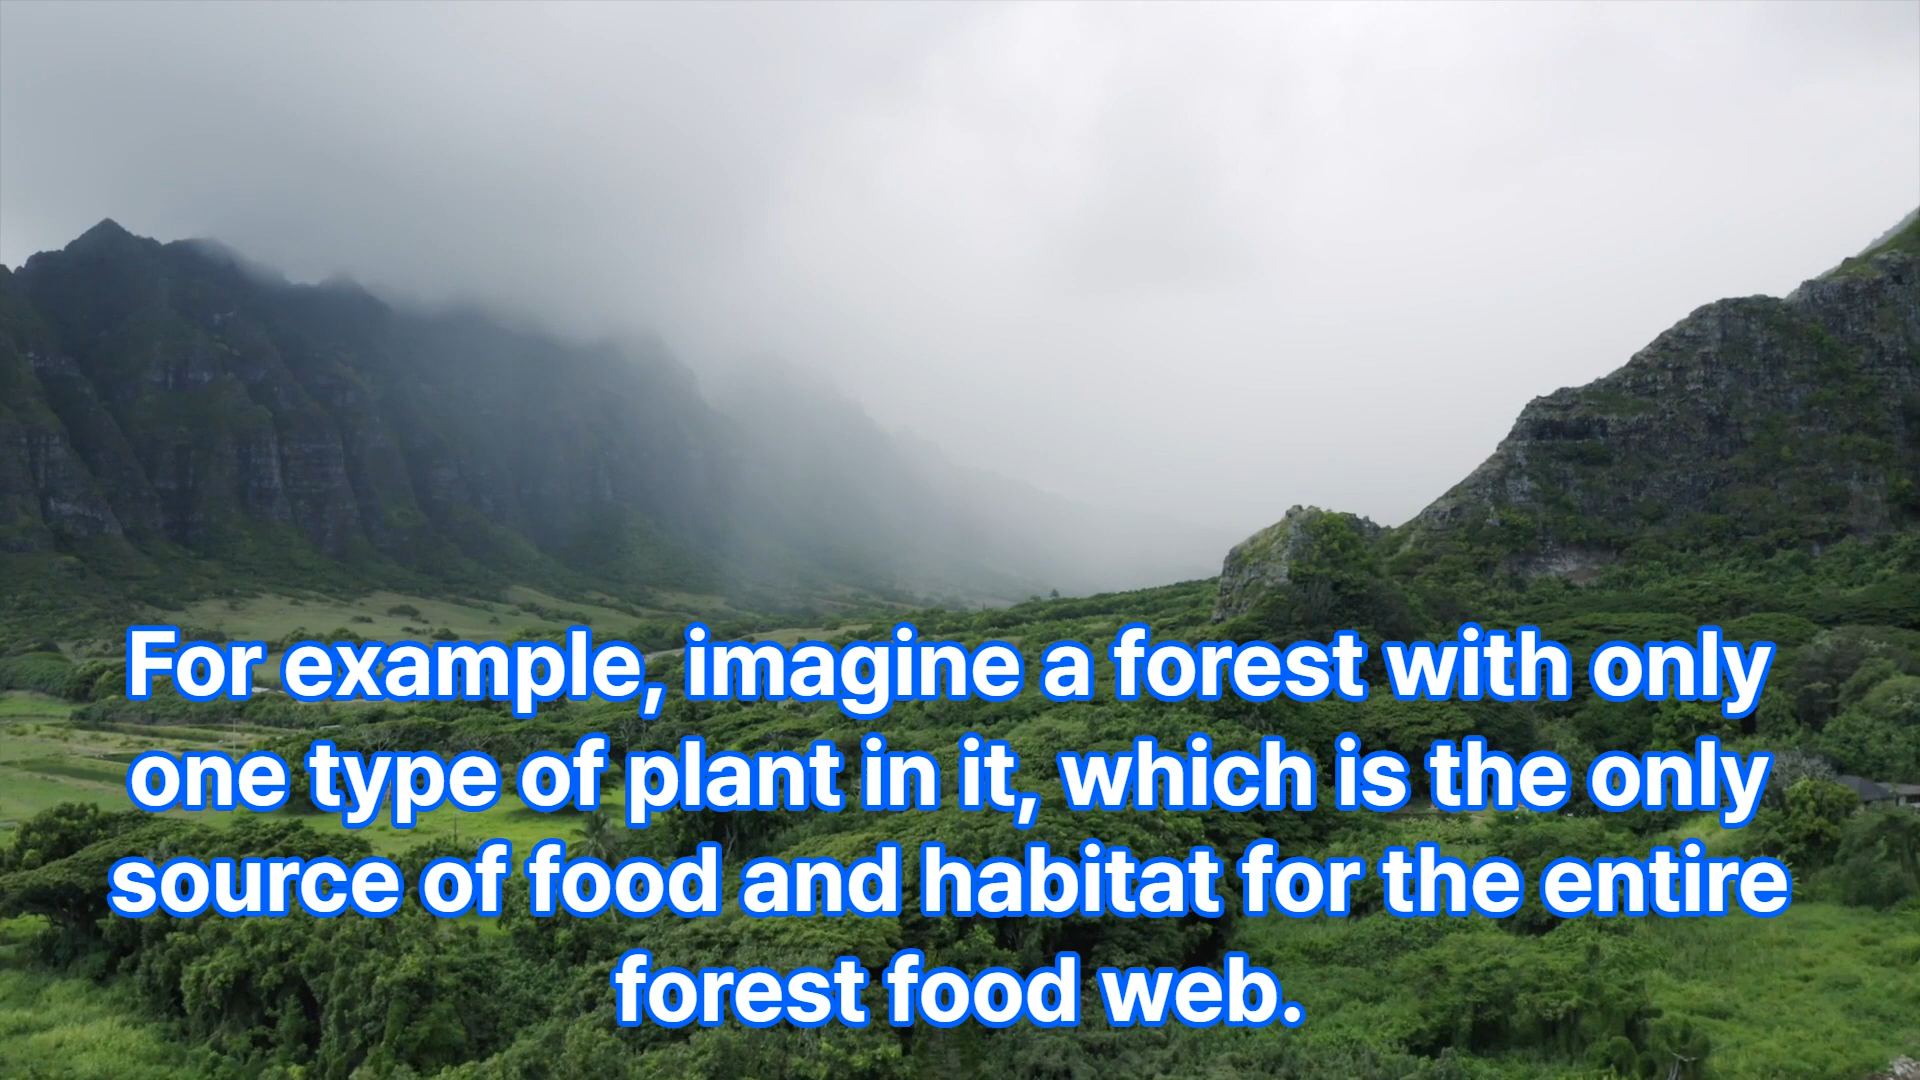 For example, imagine a forest with only
one type of plant in it, which is the only
source of food and habitat for the entire
forest food web.